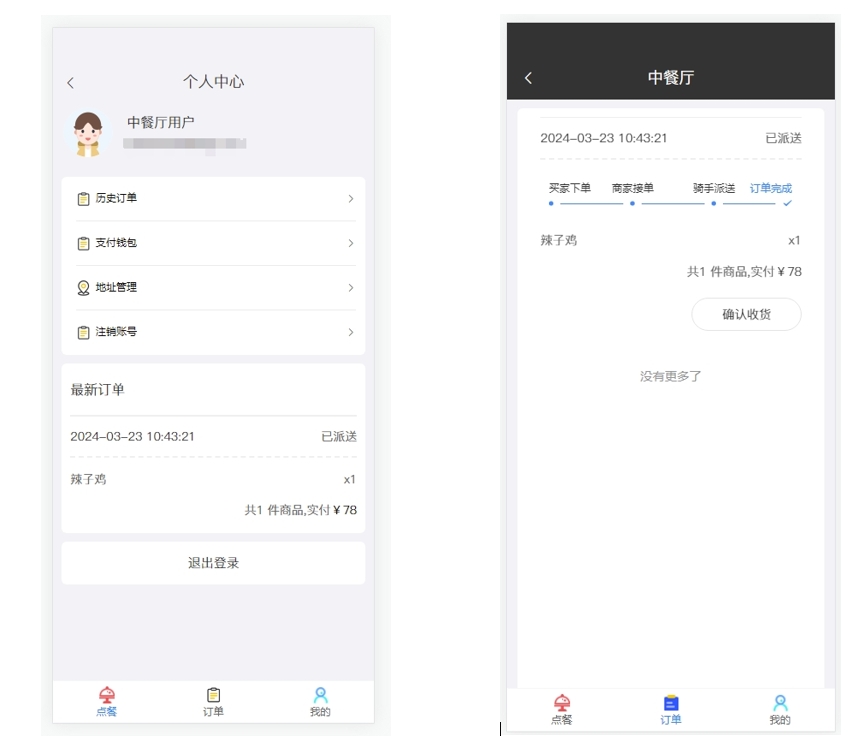 个人中心
中餐厅用户
历史订单
支付钱包
地址管理
注销账号
最新订单
2024-03-23 10:43:21 已派送
辣子鸡 x1
共1 件商品,实付￥78
退出登录
点餐 订单 我的
中餐厅
2024-03-23 10:43:21 已派送
买家下单 商家接单 骑手派送 订单完成
辣子鸡 x1
共1 件商品,实付￥78
确认收货
没有更多了
点餐 订单 我的